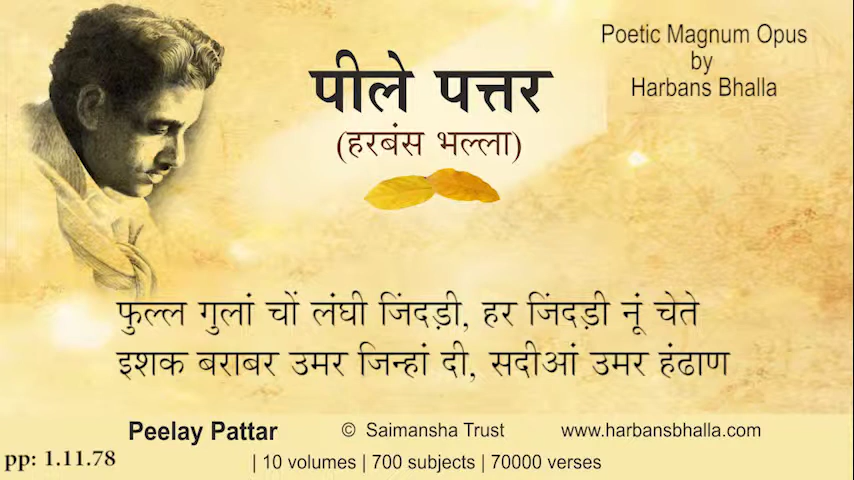 Poetic Magnum Opus
by
Harbans Bhalla
पीले पत्तर
(हरबंस भल्ला)
फुल्ल गुलां चों लंघी जिंदड़ी, हर जिंदड़ी नूं चेते
इशक बराबर उमर जिन्हां दी, सदीआं उमर हंढाण
Peelay Pattar © Saimansha Trust www.harbansbhalla.com
pp: 1.11.78 | 10 volumes | 700 subjects | 70000 verses